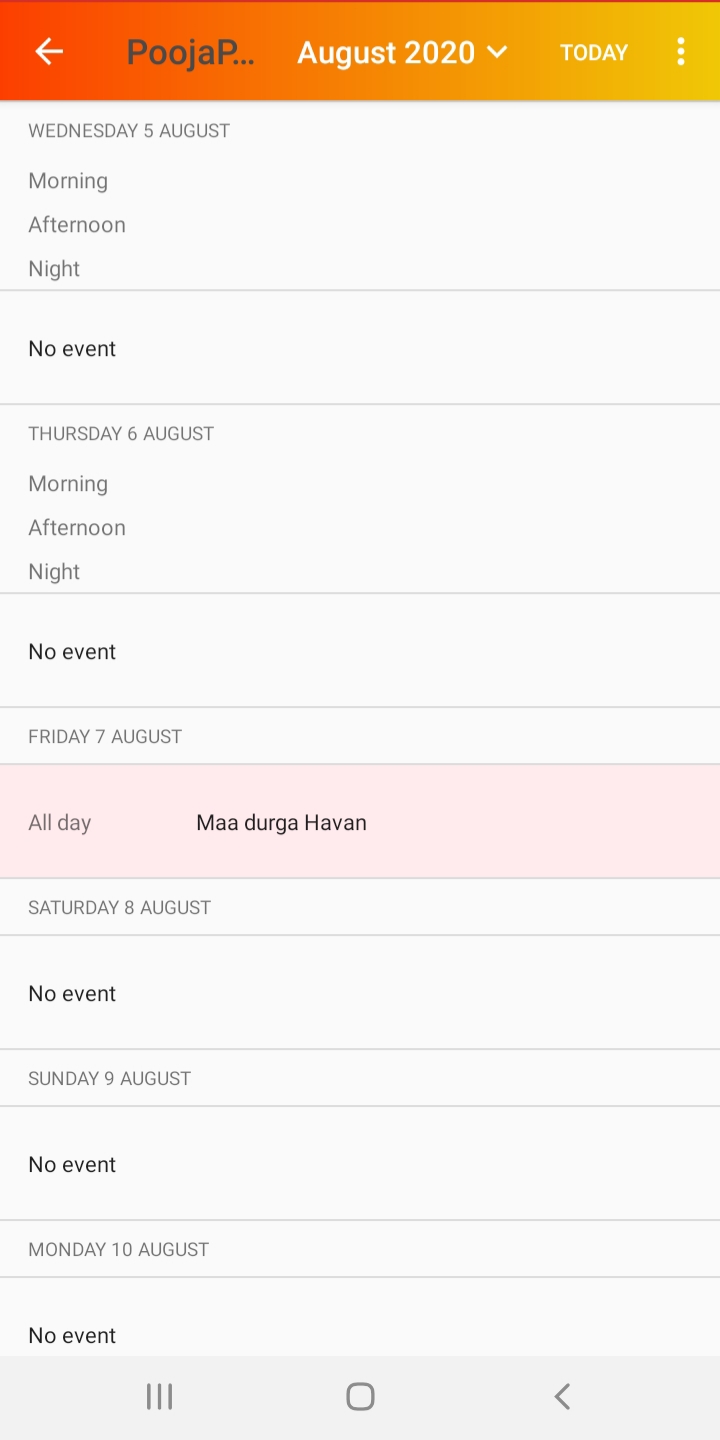 PoojaP... August 2020 TODAY
WEDNESDAY 5 AUGUST
Morning
Afternoon
Night
No event
THURSDAY 6 AUGUST
Morning
Afternoon
Night
No event
FRIDAY 7 AUGUST
All day Maa durga Havan
SATURDAY 8 AUGUST
No event
SUNDAY 9 AUGUST
No event
MONDAY 10 AUGUST
No event